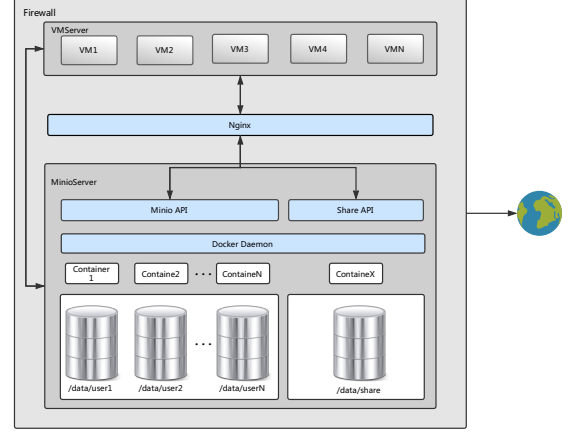 Firewall
VMServer
VM1 VM2 VM3 VM4 VMN
Nginx
MinioServer
Minio API Share API
Docker Daemon
Container
1
Containe2 ··· ContaineN ContaineX
...
/data/user1 /data/user2 /data/userN /data/share